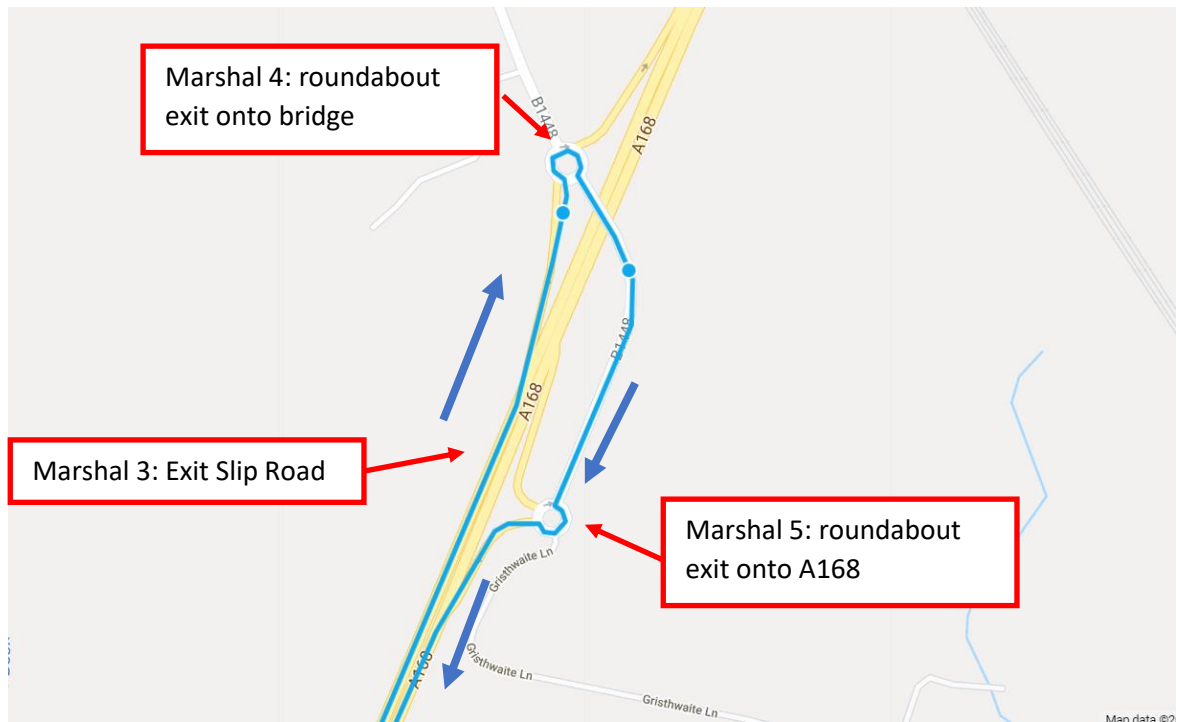 Marshal 4: roundabout
exit onto bridge
B1448
A168
B1448
A168
Marshal 3: Exit Slip Road
Marshal 5: roundabout
exit onto A168
Gristhwaite Ln
A168
Gristhwaite Ln
Gristhwaite Ln
Map data ©2